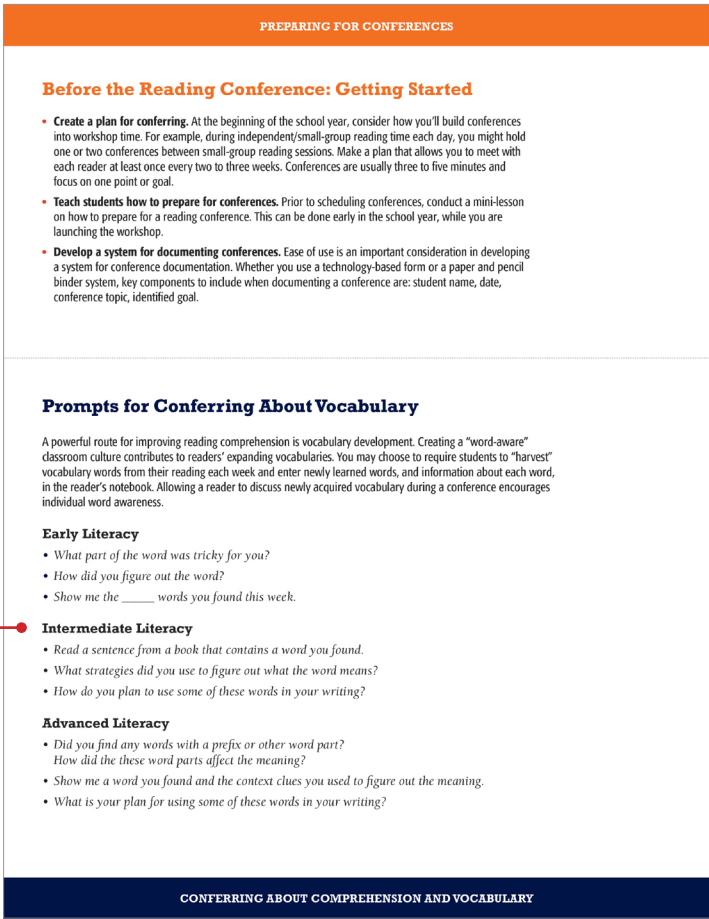 PREPARING FOR CONFERENCES
Before the Reading Conference: Getting Started
• Create a plan for conferring. At the beginning of the school year, consider how you'll build conferences
into workshop time. For example, during independent/small-group reading time each day, you might hold
one or two conferences between small-group reading sessions. Make a plan that allows you to meet with
each reader at least once every two to three weeks. Conferences are usually three to five minutes and
focus on one point or goal.
• Teach students how to prepare for conferences. Prior to scheduling conferences, conduct a mini-lesson
on how to prepare for a reading conference. This can be done early in the school year, while you are
launching the workshop.
• Develop a system for documenting conferences. Ease of use is an important consideration in developing
a system for conference documentation. Whether you use a technology-based form or a paper and pencil
binder system, key components to include when documenting a conference are: student name, date,
conference topic, identified goal.
Prompts for Conferring About Vocabulary
A powerful route for improving reading comprehension is vocabulary development. Creating a “word-aware”
classroom culture contributes to readers' expanding vocabularies. You may choose to require students to “harvest”
vocabulary words from their reading each week and enter newly learned words, and information about each word,
in the reader's notebook. Allowing a reader to discuss newly acquired vocabulary during a conference encourages
individual word awareness.
Early Literacy
• What part of the word was tricky for you?
• How did you figure out the word?
• Show me the _____ words you found this week.
Intermediate Literacy
• Read a sentence from a book that contains a word you found.
• What strategies did you use to figure out what the word means?
• How do you plan to use some of these words in your writing?
Advanced Literacy
• Did you find any words with a prefix or other word part?
How did the these word parts affect the meaning?
• Show me a word you found and the context clues you used to figure out the meaning.
• What is your plan for using some of these words in your writing?
CONFERRING ABOUT COMPREHENSION AND VOCABULARY